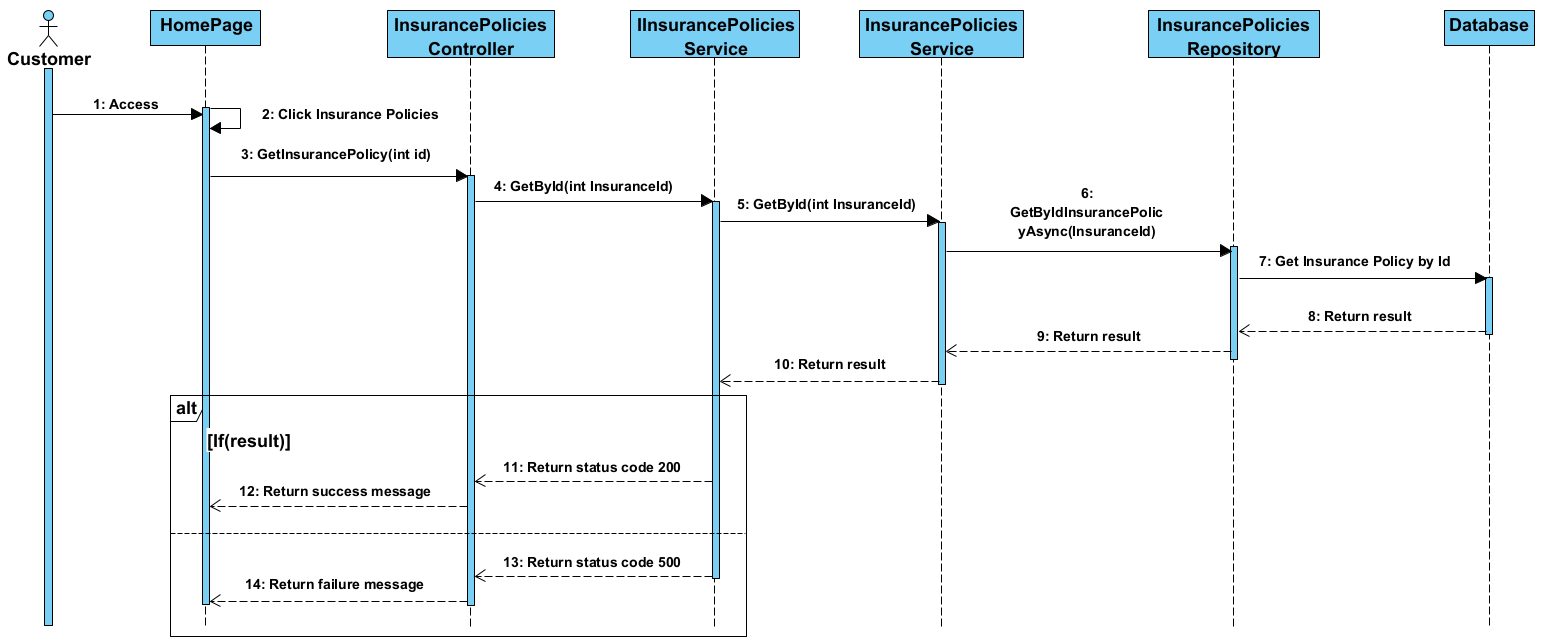 Customer
HomePage
InsurancePolicies
Controller
IInsurancePolicies
Service
InsurancePolicies
Service
InsurancePolicies
Repository
Database
1: Access
2: Click Insurance Policies
3: GetInsurancePolicy(int id)
4: GetById(int InsuranceId)
5: GetById(int InsuranceId)
6:
GetByIdInsurancePolic
yAsync(InsuranceId)
7: Get Insurance Policy by Id
8: Return result
9: Return result
10: Return result
alt
[If(result)]
11: Return status code 200
12: Return success message
13: Return status code 500
14: Return failure message